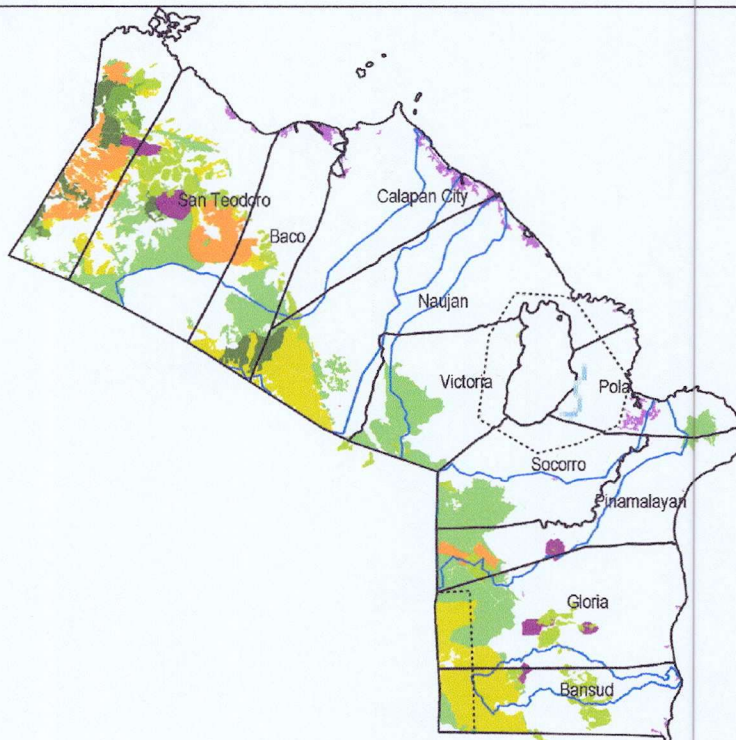 San Teodoro
Calapan City
Baco
Naujan
Victoria
Pola
Socorro
Pinamalayan
Gloria
Bansud